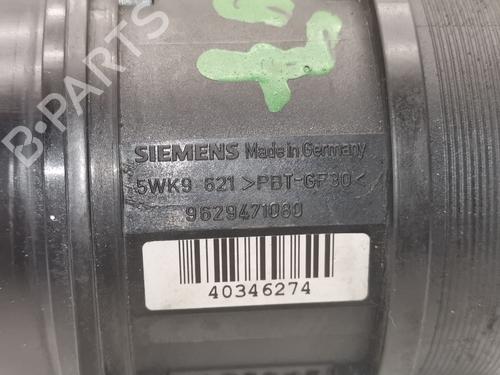 B-PARTS
SIEMENS Made in Germany
5WK9 621 >PBT-GF30<
9629471080
40346274